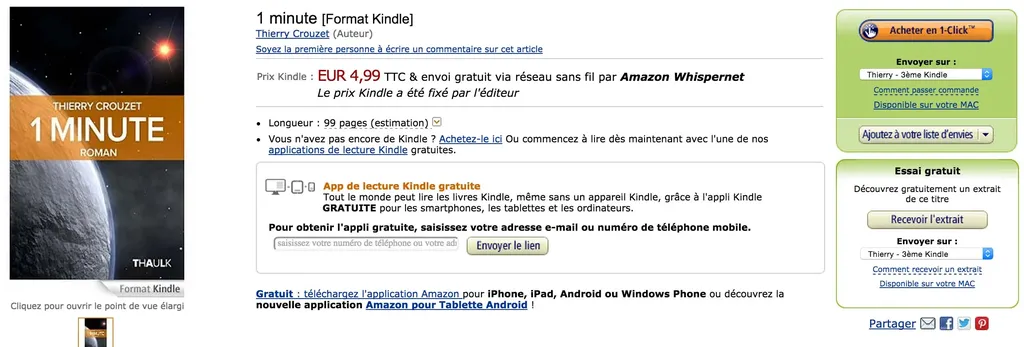 THIERRY CROUZET
1 MINUTE
ROMAN
THAULK
Format Kindle
Cliquez pour ouvrir le point de vue élargi
1 MINUTE
1 minute [Format Kindle]
Thierry Crouzet (Auteur)
Soyez la première personne à écrire un commentaire sur cet article
Prix Kindle : EUR 4,99 TTC & envoi gratuit via réseau sans fil par Amazon Whispernet
Le prix Kindle a été fixé par l'éditeur
• Longueur : 99 pages (estimation)
• Vous n'avez pas encore de Kindle ? Achetez-le ici Ou commencez à lire dès maintenant avec l'une de nos
applications de lecture Kindle gratuites.
App de lecture Kindle gratuite
Tout le monde peut lire les livres Kindle, même sans un appareil Kindle, grâce à l'appli Kindle
GRATUITE pour les smartphones, les tablettes et les ordinateurs.
Pour obtenir l'appli gratuite, saisissez votre adresse e-mail ou numéro de téléphone mobile.
saisissez votre numéro de téléphone ou votre adr
Envoyer le lien
Gratuit : téléchargez l'application Amazon pour iPhone, iPad, Android ou Windows Phone ou découvrez la
nouvelle application Amazon pour Tablette Android !
Acheter en 1-Click™
Envoyer sur :
Thierry - 3ème Kindle
Comment passer commande
Disponible sur votre MAC
Ajoutez à votre liste d'envies
Essai gratuit
Découvrez gratuitement un extrait
de ce titre
Recevoir l'extrait
Envoyer sur :
Thierry - 3ème Kindle
Comment recevoir un extrait
Disponible sur votre MAC
Partager